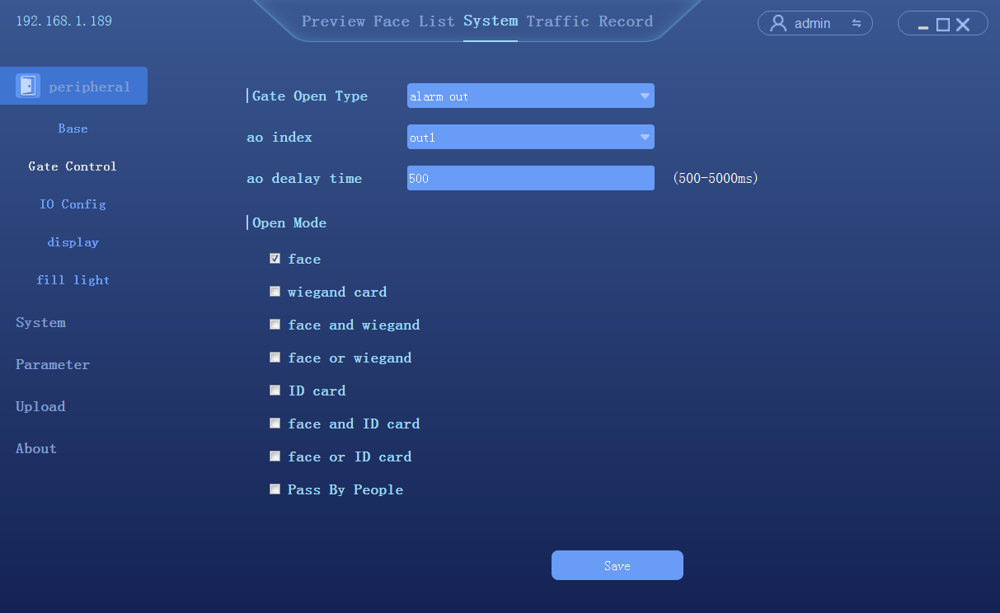 192.168.1.189
Preview Face List System Traffic Record
admin
peripheral
Base
Gate Control
IO Config
display
fill light
System
Parameter
Upload
About
Gate Open Type alarm out
ao index out1
ao dealay time 500 (500-5000ms)
Open Mode
face
wiegand card
face and wiegand
face or wiegand
ID card
face and ID card
face or ID card
Pass By People
Save